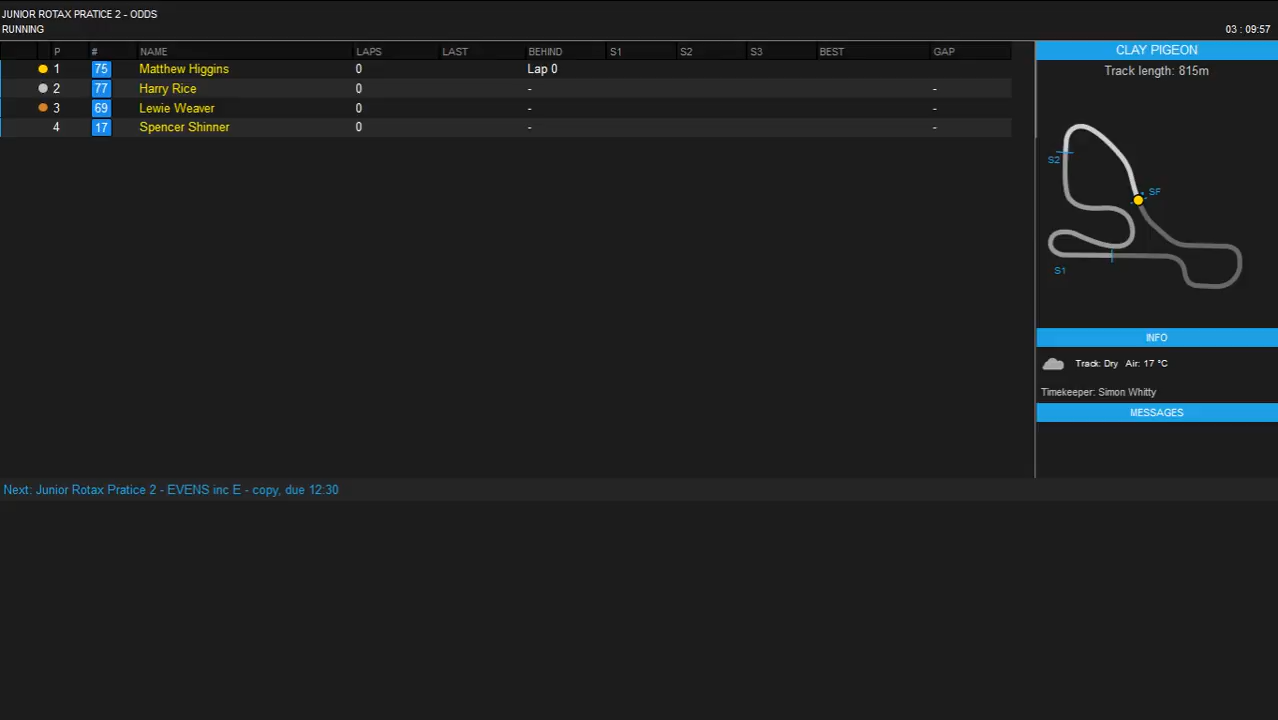 JUNIOR ROTAX PRATICE 2 - ODDS
RUNNING
03 : 09:57
P # NAME LAPS LAST BEHIND S1 S2 S3 BEST GAP
1 75 Matthew Higgins 0 Lap 0
2 77 Harry Rice 0 - -
3 69 Lewie Weaver 0 - -
4 17 Spencer Shinner 0 - -
CLAY PIGEON
Track length: 815m
S2
SF
S1
INFO
Track: Dry Air: 17 °C
Timekeeper: Simon Whitty
MESSAGES
Next: Junior Rotax Pratice 2 - EVENS inc E - copy, due 12:30